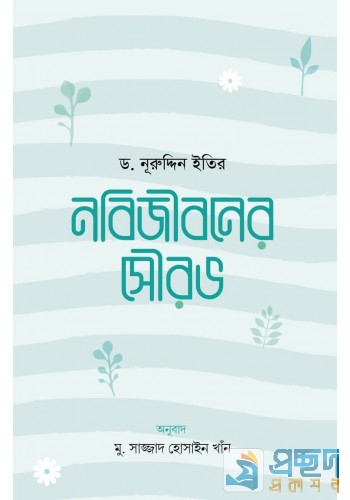 ড. নূরুদ্দিন ইতির
নবিজীবনের
সৌরভ
অনুবাদ
মু. সাজ্জাদ হোসাইন খাঁন
প্রচ্ছদ
প্রকাশন